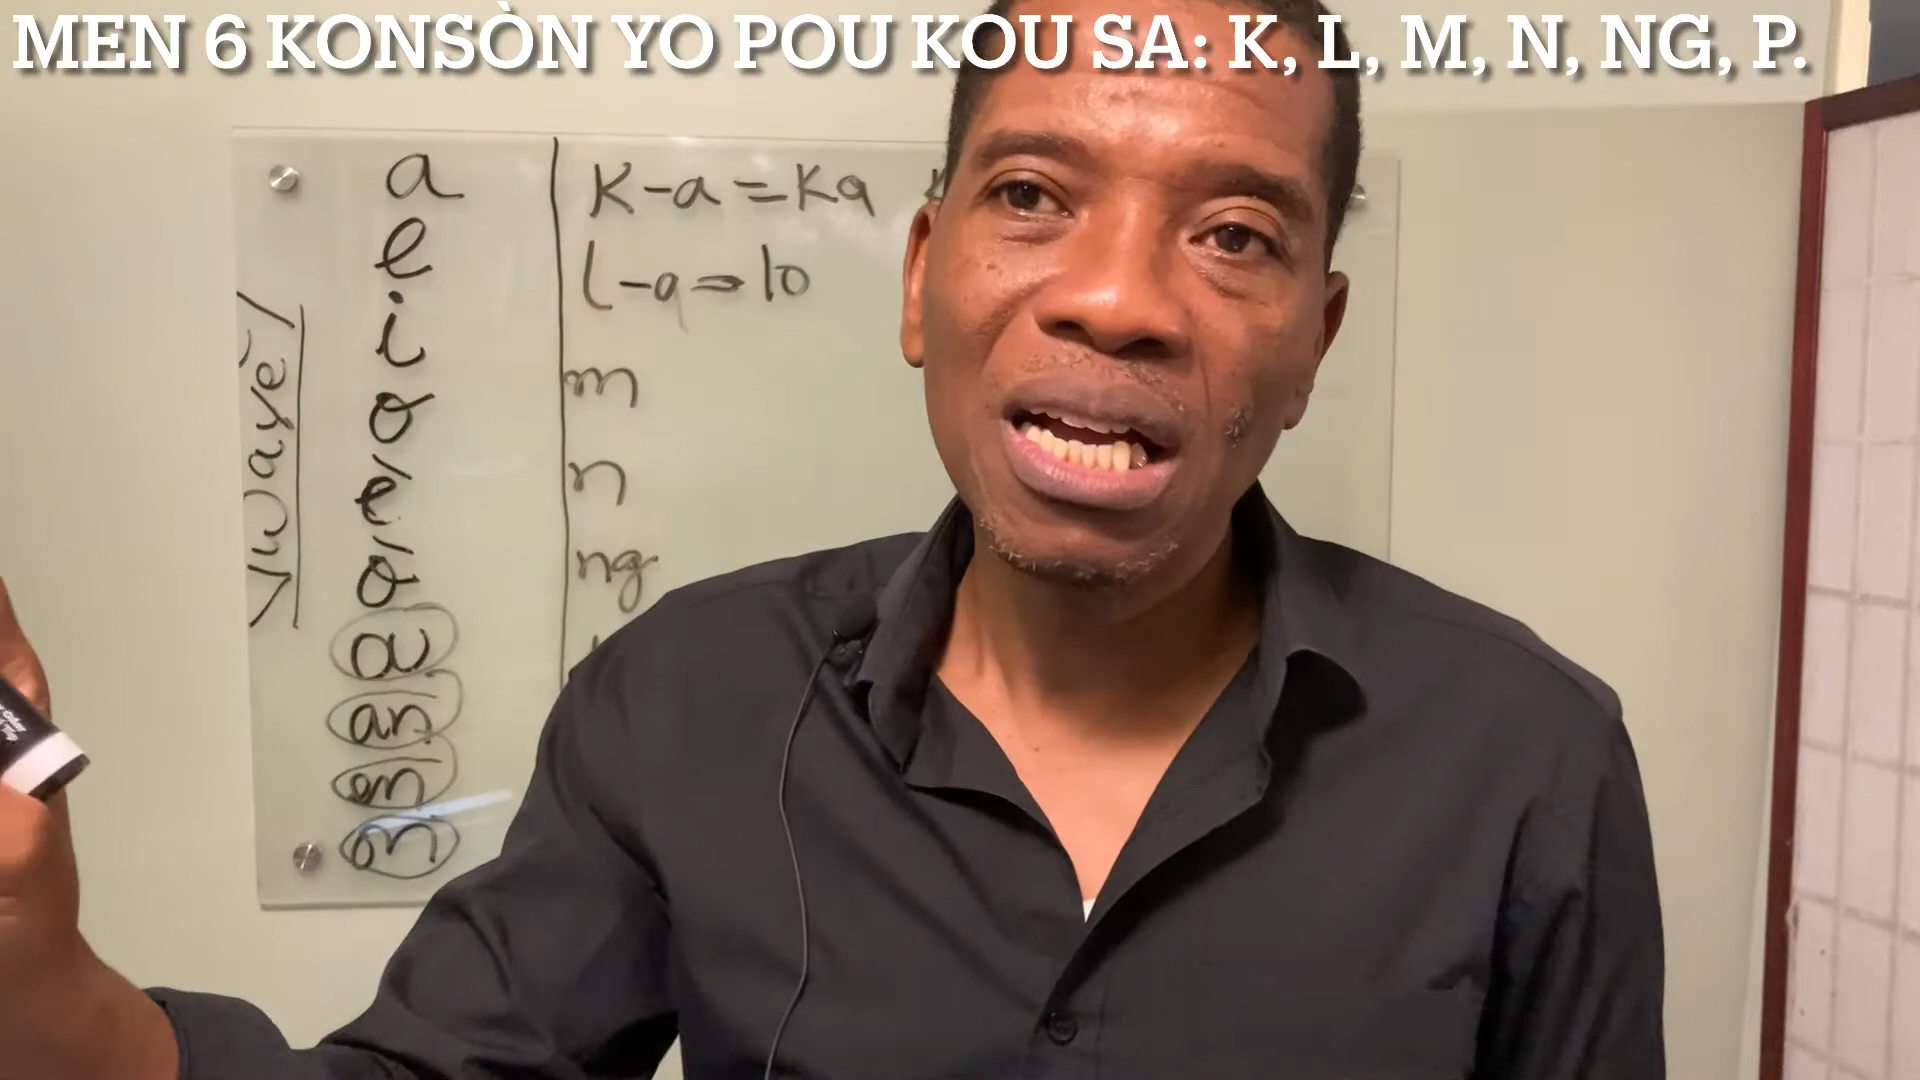 MEN 6 KONSÒN YO POU KOU SA: K, L, M, N, NG, P.
Vwayèl
a
e
i
o
è
ò
an
en
on
K-a=Ka
l-a=lo
m
n
ng